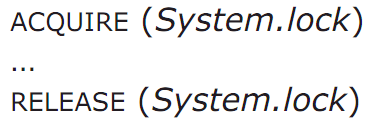 ACQUIRE (System.lock)
...
RELEASE (System.lock)